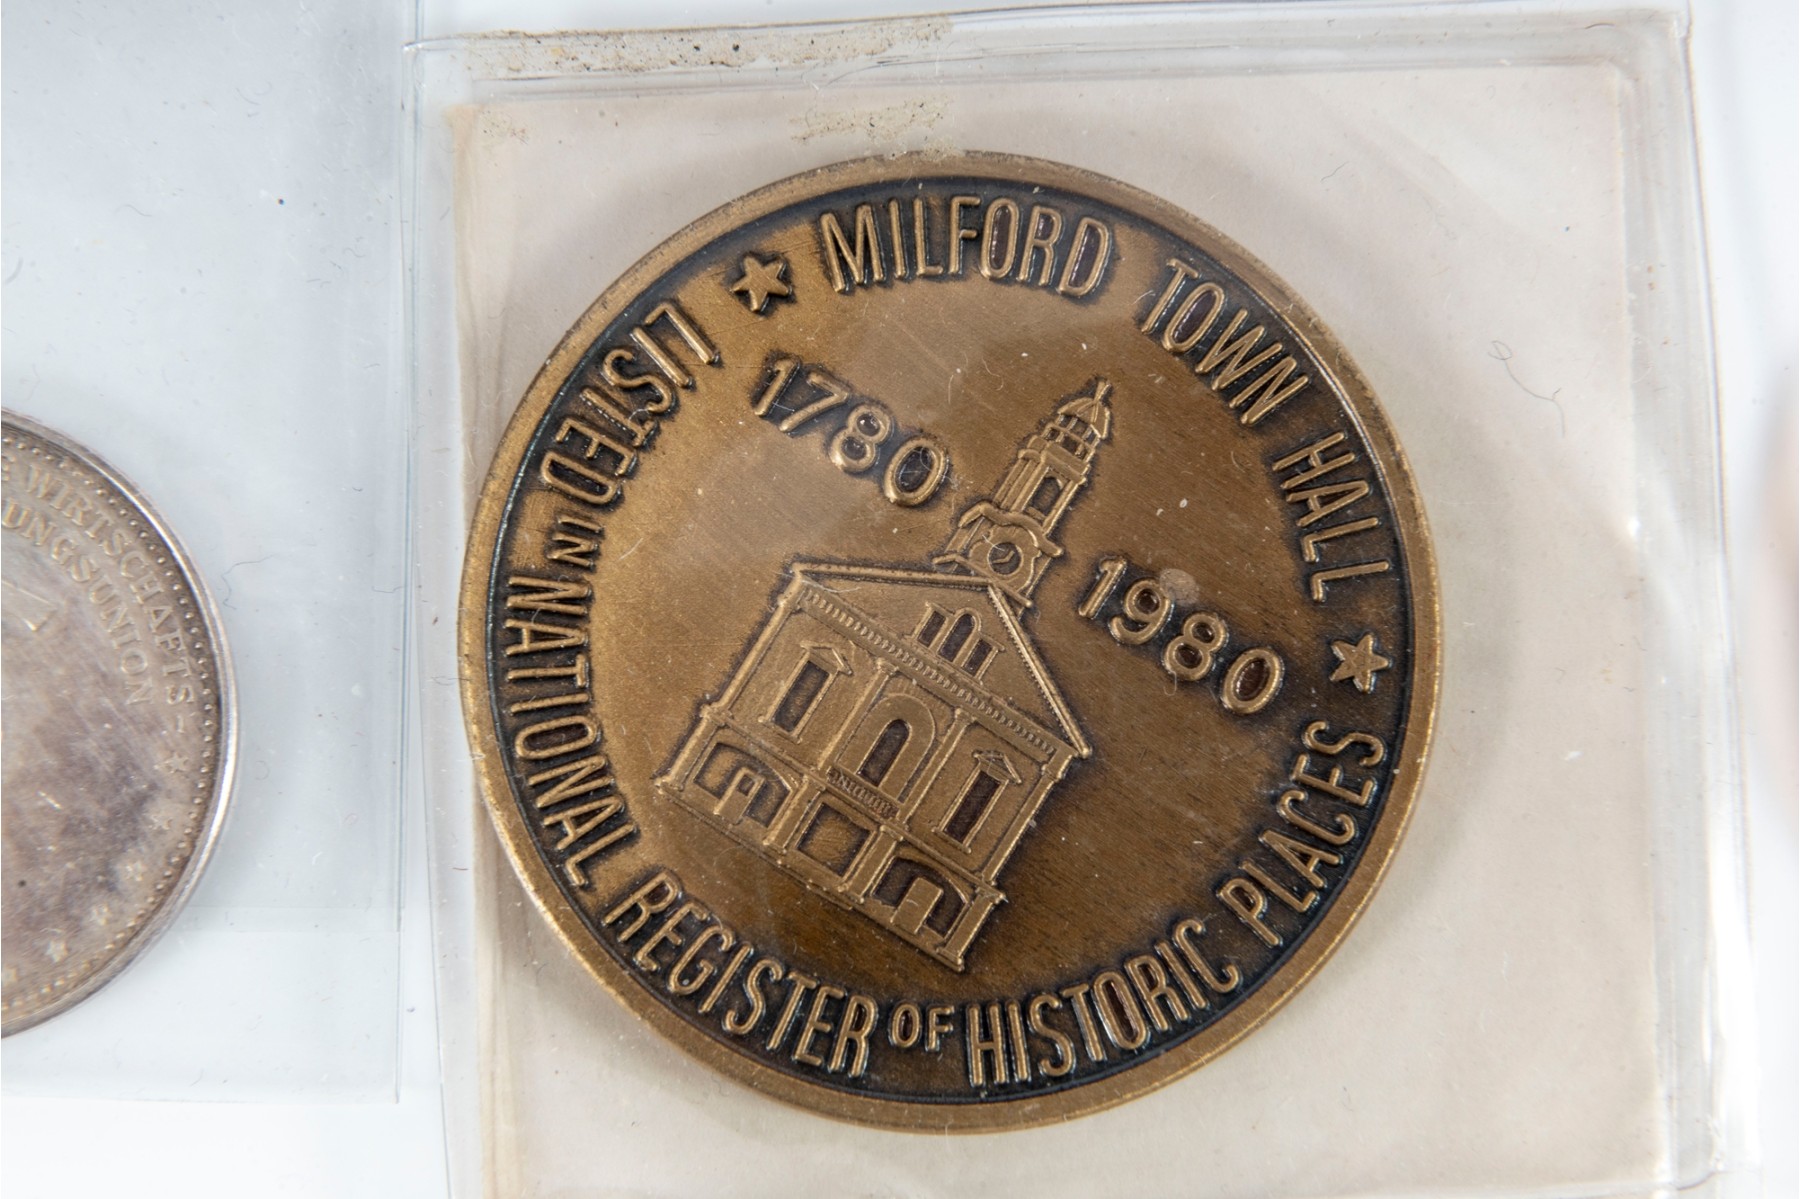 MILFORD TOWN HALL
1780
1980
LISTED IN NATIONAL REGISTER OF HISTORIC PLACES
WIRTSCHAFTS-
UNGSUNION